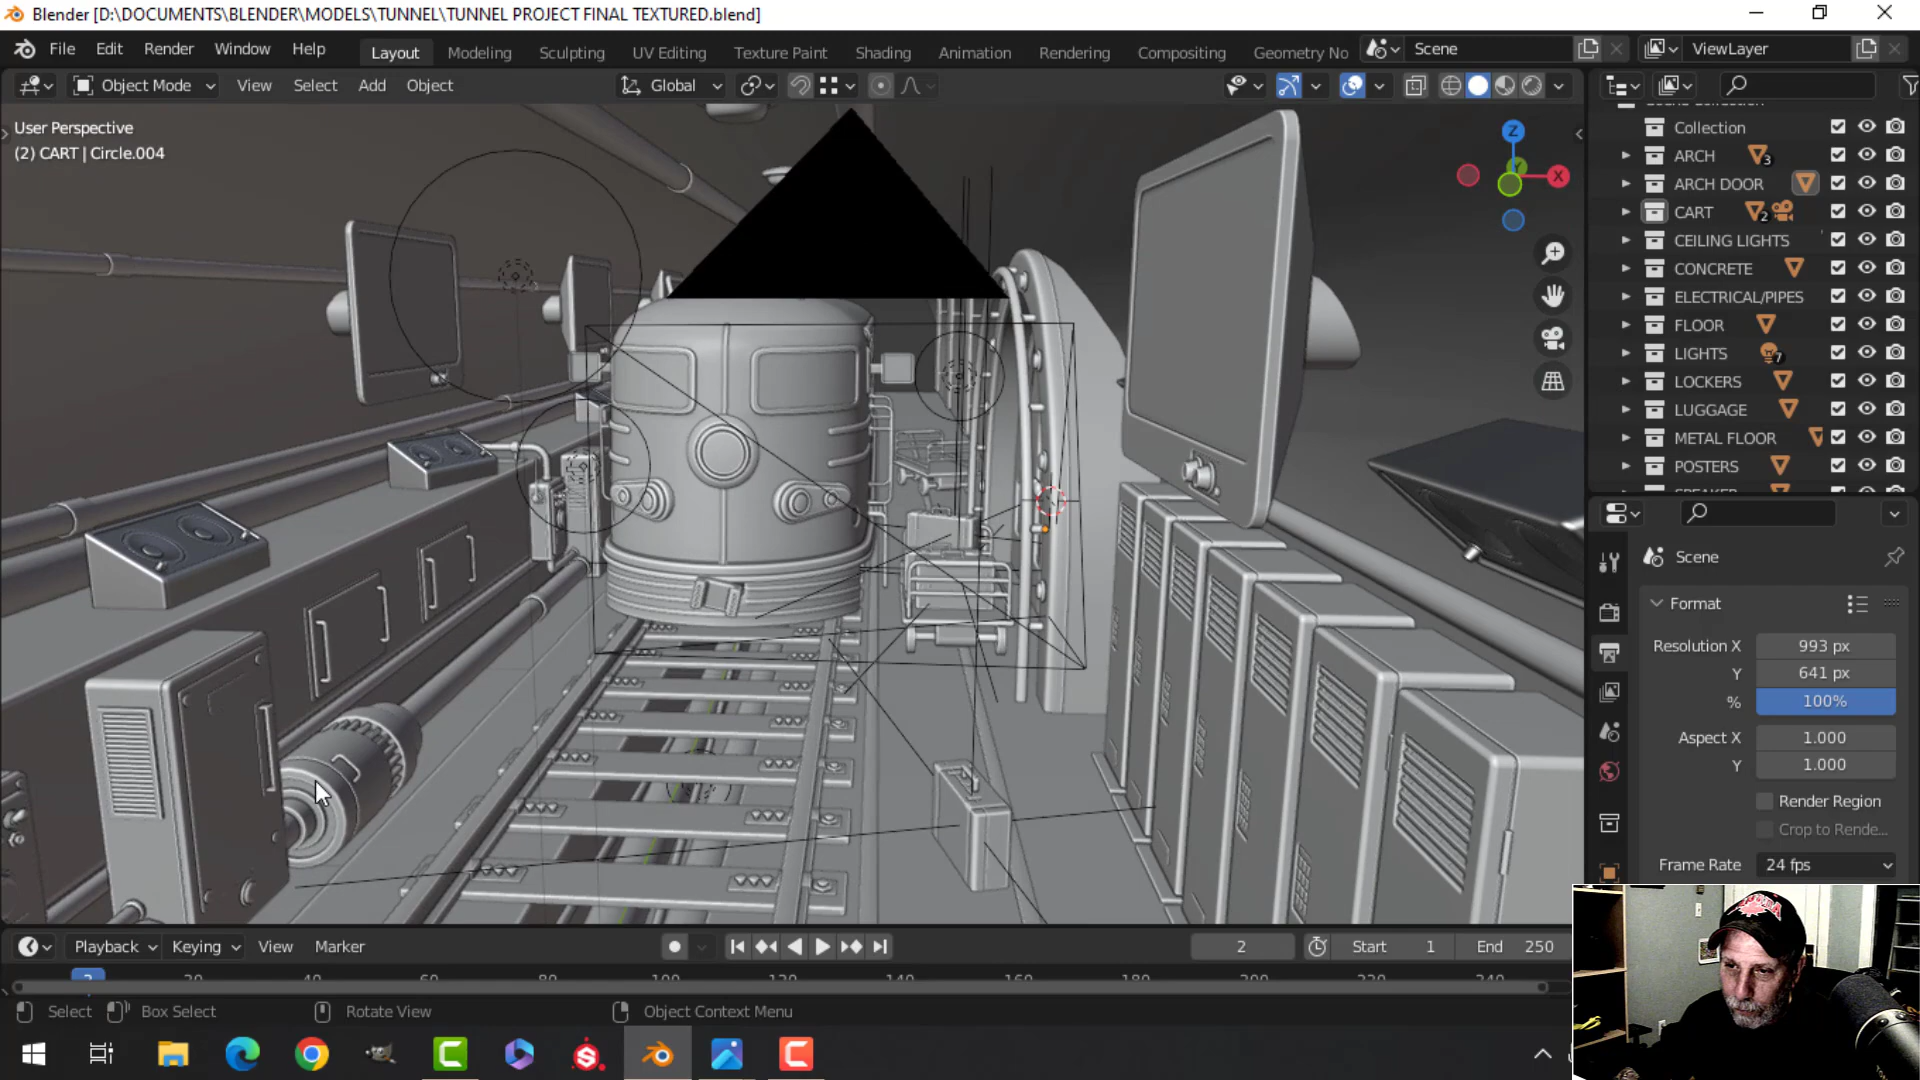 Blender [D:\DOCUMENTS\BLENDER\MODELS\TUNNEL\TUNNEL PROJECT FINAL TEXTURED.blend]
File Edit Render Window Help Layout Modeling Sculpting UV Editing Texture Paint Shading Animation Rendering Compositing Geometry No Scene ViewLayer
Object Mode View Select Add Object Global
User Perspective
(2) CART | Circle.004
Z
Y
X
Collection
ARCH 3
ARCH DOOR
CART 2
CEILING LIGHTS
CONCRETE
ELECTRICAL/PIPES
FLOOR
LIGHTS 7
LOCKERS
LUGGAGE
METAL FLOOR
POSTERS
Scene
Format
Resolution X 993 px
Y 641 px
% 100%
Aspect X 1.000
Y 1.000
Render Region
Crop to Rende...
Frame Rate 24 fps
Playback Keying View Marker 2 Start 1 End 250
Select Box Select Rotate View Object Context Menu